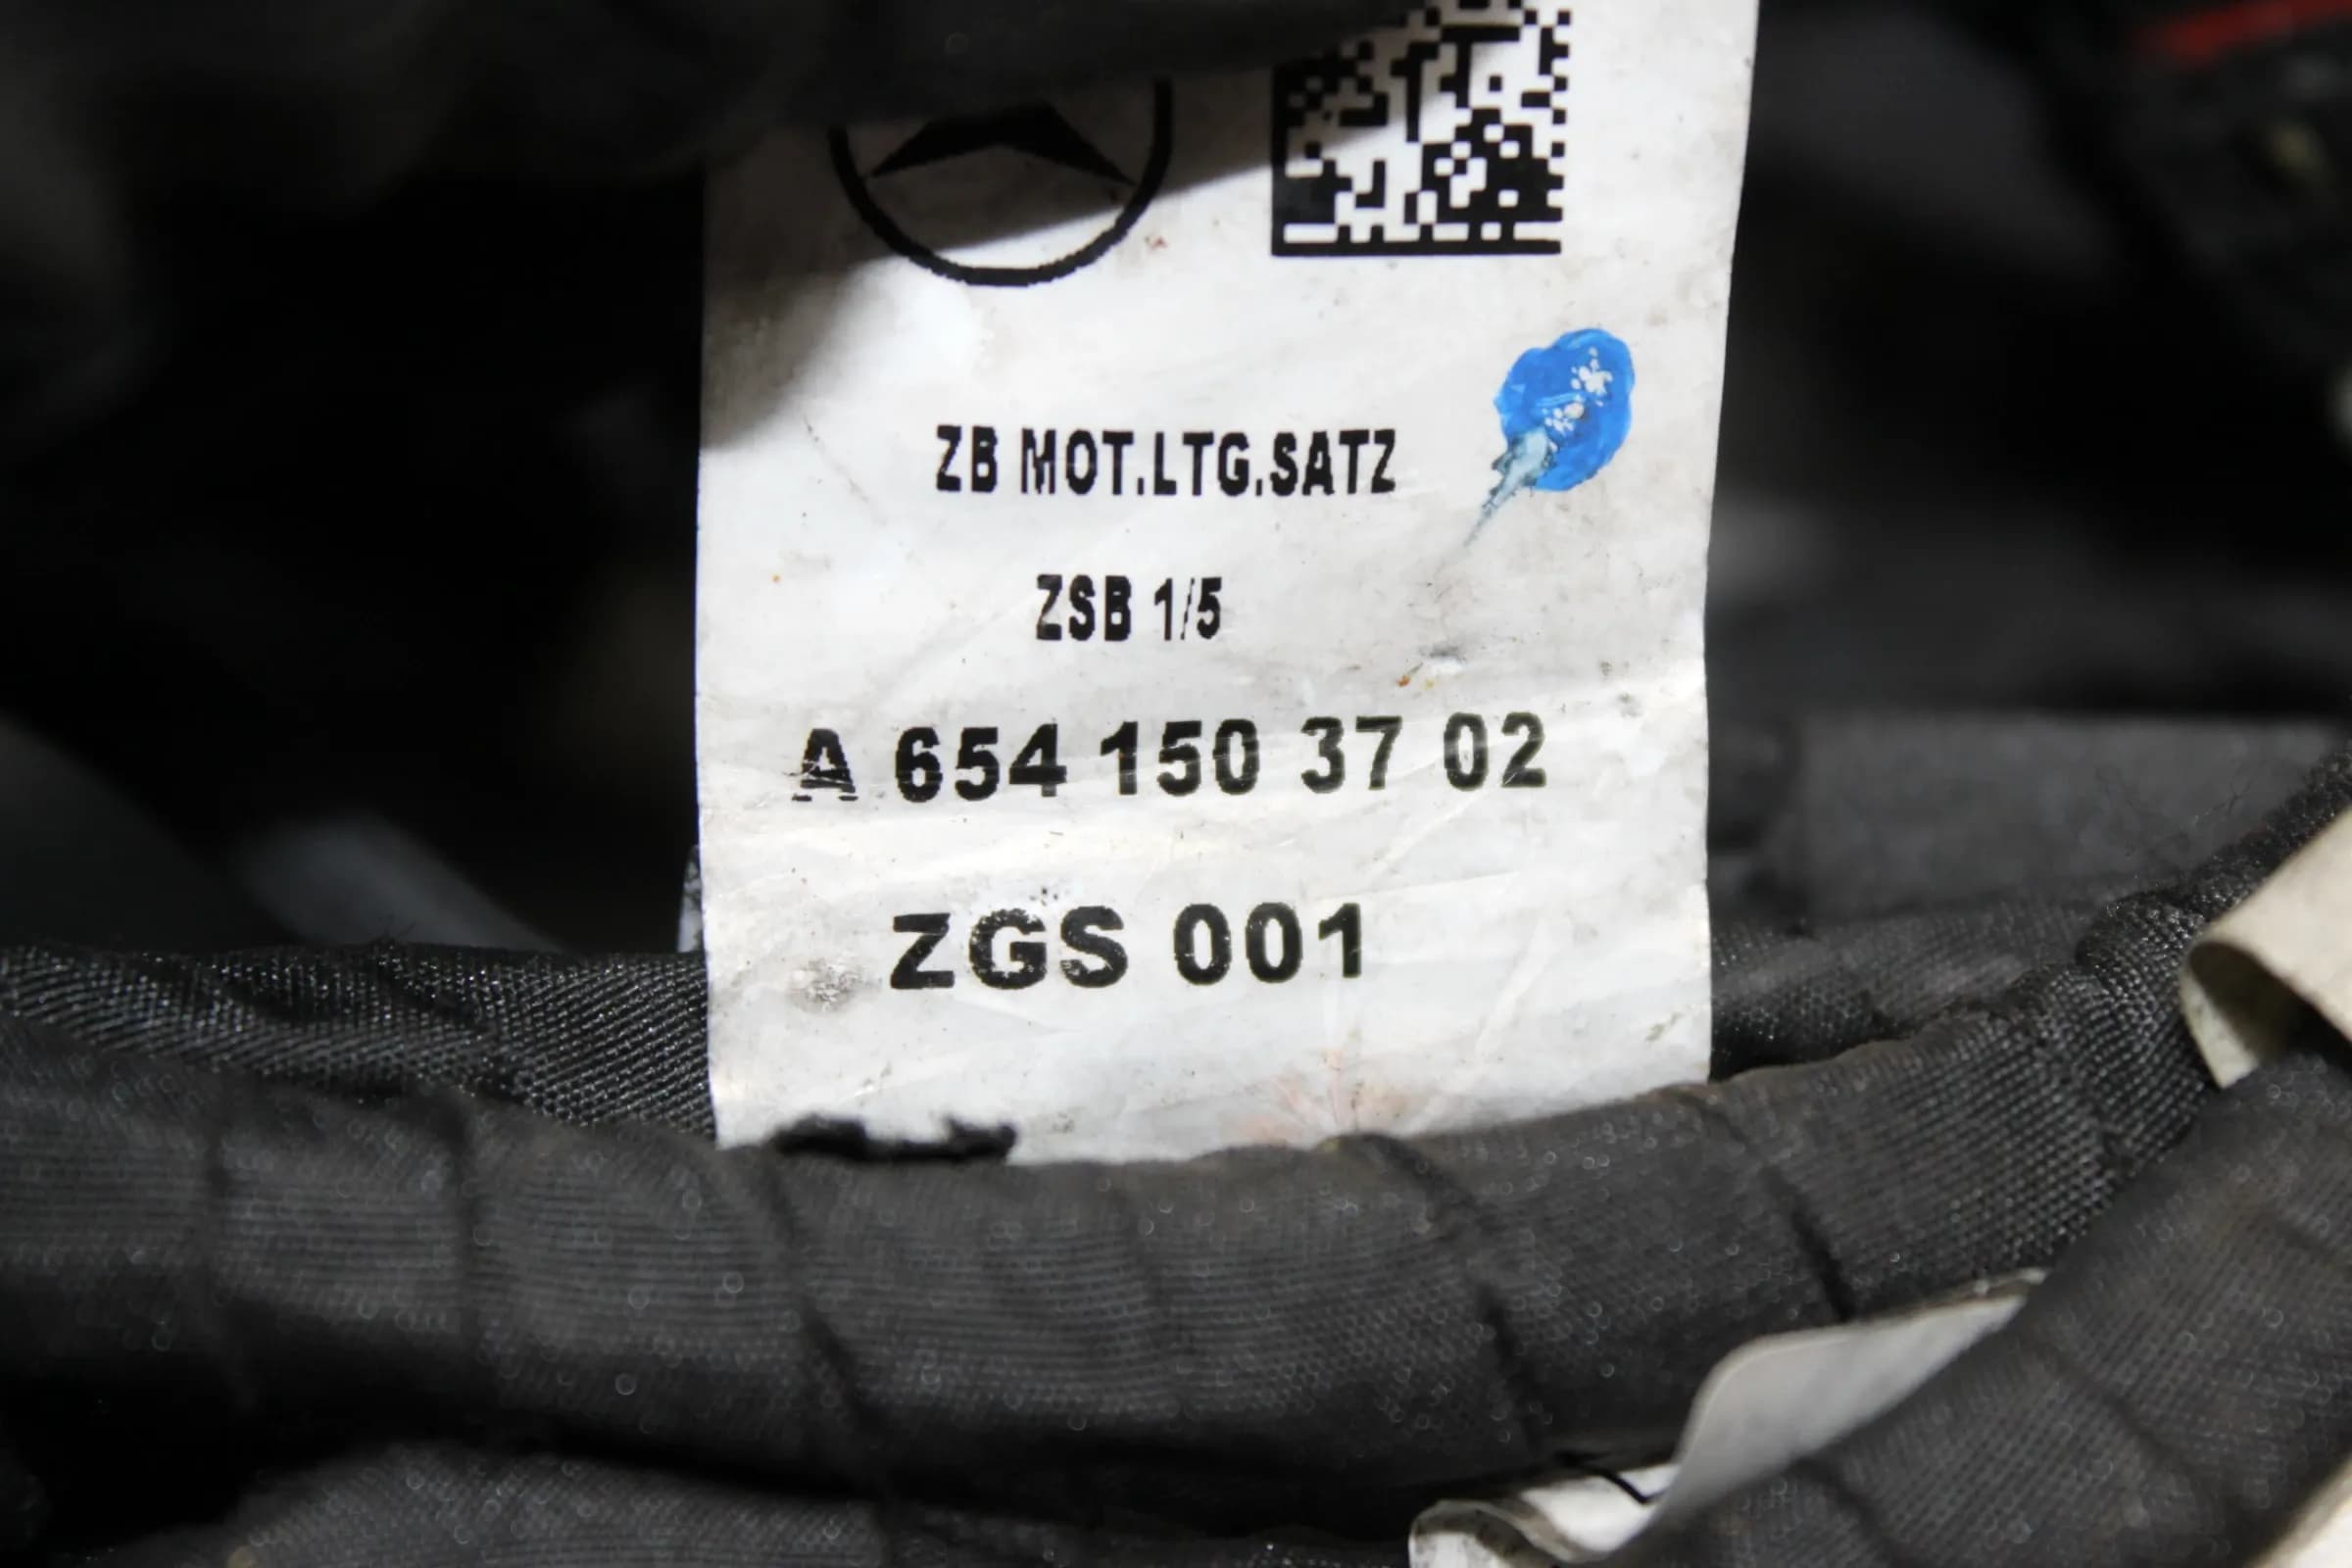 ZB MOT.LTG.SATZ
ZSB 1/5
A 654 150 37 02
ZGS 001